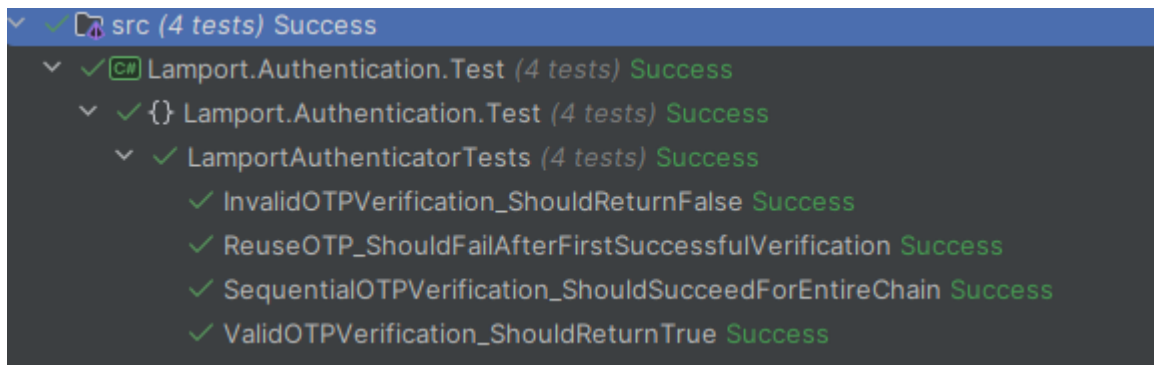 src (4 tests) Success
C# Lamport.Authentication.Test (4 tests) Success
{} Lamport.Authentication.Test (4 tests) Success
LamportAuthenticatorTests (4 tests) Success
InvalidOTPVerification_ShouldReturnFalse Success
ReuseOTP_ShouldFailAfterFirstSuccessfulVerification Success
SequentialOTPVerification_ShouldSucceedForEntireChain Success
ValidOTPVerification_ShouldReturnTrue Success